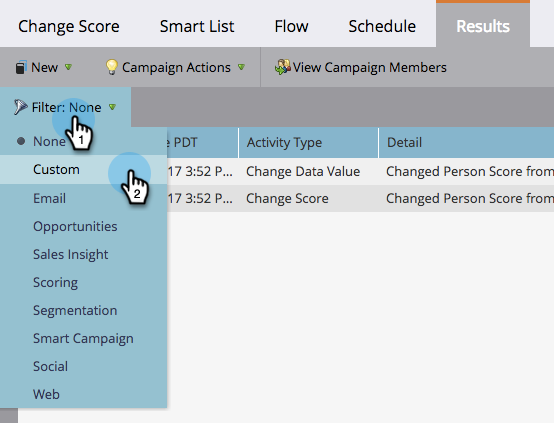 Change Score Smart List Flow Schedule Results
New Campaign Actions View Campaign Members
Filter: None
1
None e PDT Activity Type Detail
Custom 17 3:52 P... Change Data Value Changed Person Score from
2
Email 17 3:52 P... Change Score Changed Person Score from
Opportunities
Sales Insight
Scoring
Segmentation
Smart Campaign
Social
Web